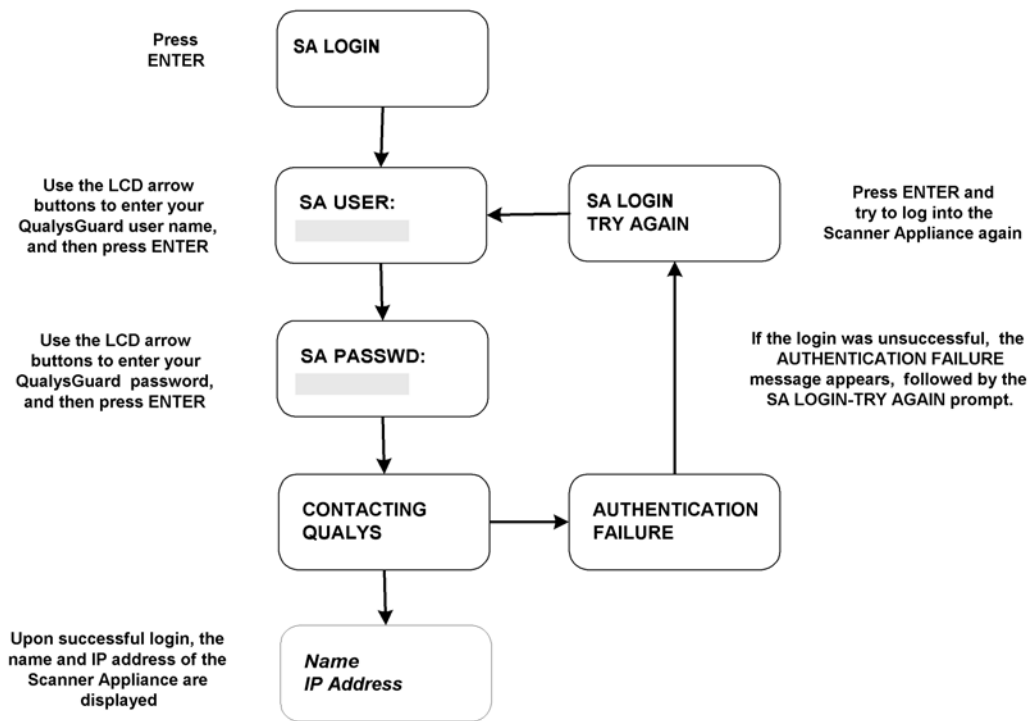 Press
ENTER
SA LOGIN
Use the LCD arrow
buttons to enter your
QualysGuard user name,
and then press ENTER
SA USER:
SA LOGIN
TRY AGAIN
Press ENTER and
try to log into the
Scanner Appliance again
Use the LCD arrow
buttons to enter your
QualysGuard password,
and then press ENTER
SA PASSWD:
If the login was unsuccessful, the
AUTHENTICATION FAILURE
message appears, followed by the
SA LOGIN-TRY AGAIN prompt.
CONTACTING
QUALYS
AUTHENTICATION
FAILURE
Upon successful login, the
name and IP address of the
Scanner Appliance are
displayed
Name
IP Address